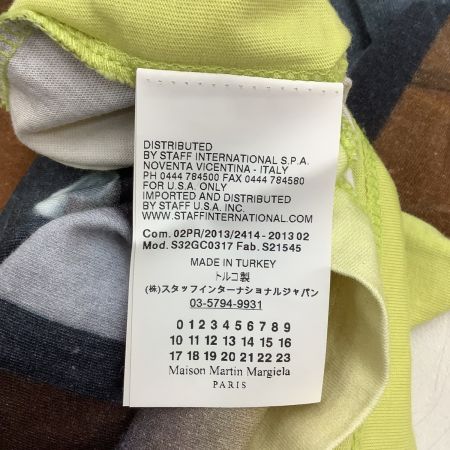 DISTRIBUTED
BY STAFF INTERNATIONAL S.P.A.
NOVENTA VICENTINA - ITALY
PH 0444 784500 FAX 0444 784580
FOR U.S.A. ONLY
IMPORTED AND DISTRIBUTED
BY STAFF U.S.A. INC.
WWW.STAFFINTERNATIONAL.COM
Com. 02PR/2013/2414 - 2013 02
Mod. S32GC0317 Fab. S21545
MADE IN TURKEY
トルコ製
(株)スタッフインターナショナルジャパン
03-5794-9931
0 1 2 3 4 5 6 7 8 9
10 11 12 13 14 15 16
17 18 19 20 21 22 23
Maison Martin Margiela
PARIS